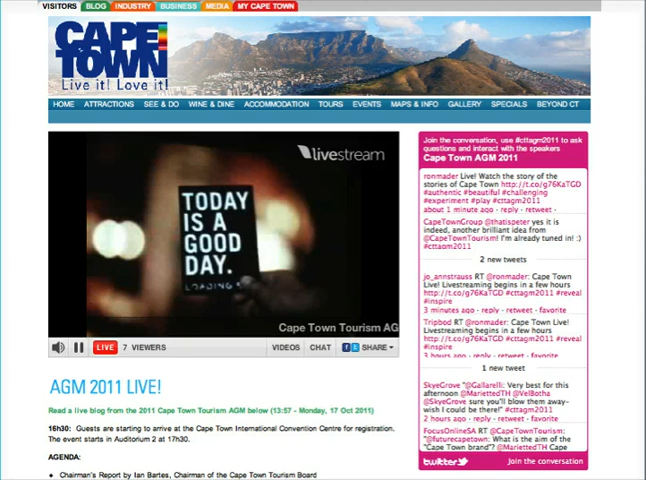 VISITORS BLOG INDUSTRY BUSINESS MEDIA MY CAPE TOWN
CAPE
TOWN
Live it! Love it!
HOME ATTRACTIONS SEE & DO WINE & DINE ACCOMMODATION TOURS EVENTS MAPS & INFO GALLERY SPECIALS BEYOND CT
livestream
TODAY
IS A
GOOD
DAY.
LOADING
Cape Town Tourism AG
LIVE 7 VIEWERS VIDEOS CHAT SHARE
AGM 2011 LIVE!
Read a live blog from the 2011 Cape Town Tourism AGM below (13:57 - Monday, 17 Oct 2011)
16h30: Guests are starting to arrive at the Cape Town International Convention Centre for registration.
The event starts in Auditorium 2 at 17h30.
AGENDA:
Chairman's Report by Ian Bartes, Chairman of the Cape Town Tourism Board
Join the conversation, use #cttagm2011 to ask
questions and interact with the speakers
Cape Town AGM 2011
ronmader Live! Watch the story of the
stories of Cape Town http://t.co/g76KaTGD
#authentic #beautiful #challenging
#experiment #play #cttagm2011
about 1 minute ago · reply · retweet ·
CapeTownGroup @thatispeter yes it is
indeed, another brilliant idea from
@CapeTownTourism! I'm already tuned in! :)
#cttagm2011
2 new tweets
jo_annstrauss RT @ronmader: Cape Town
Live! Livestreaming begins in a few hours
http://t.co/g76KaTGD #cttagm2011 #reveal
#inspire
3 minutes ago · reply · retweet · favorite
Tripbod RT @ronmader: Cape Town Live!
Livestreaming begins in a few hours
http://t.co/g76KaTGD #cttagm2011 #reveal
#inspire
3 hours ago · reply · retweet · favorite
1 new tweet
SkyeGrove "@Gallarelli: Very best for this
afternoon @MariettedTH @VelBotha
@SkyeGrove sure you'll blow them away-
wish I could be there!" #cttagm2011
2 hours ago · reply · retweet · favorite
FocusOnlineSA RT @CapeTownTourism:
"@futurecapetown: What is the aim of the
"Cape Town brand"? @MariettedTH Cape
twitter Join the conversation